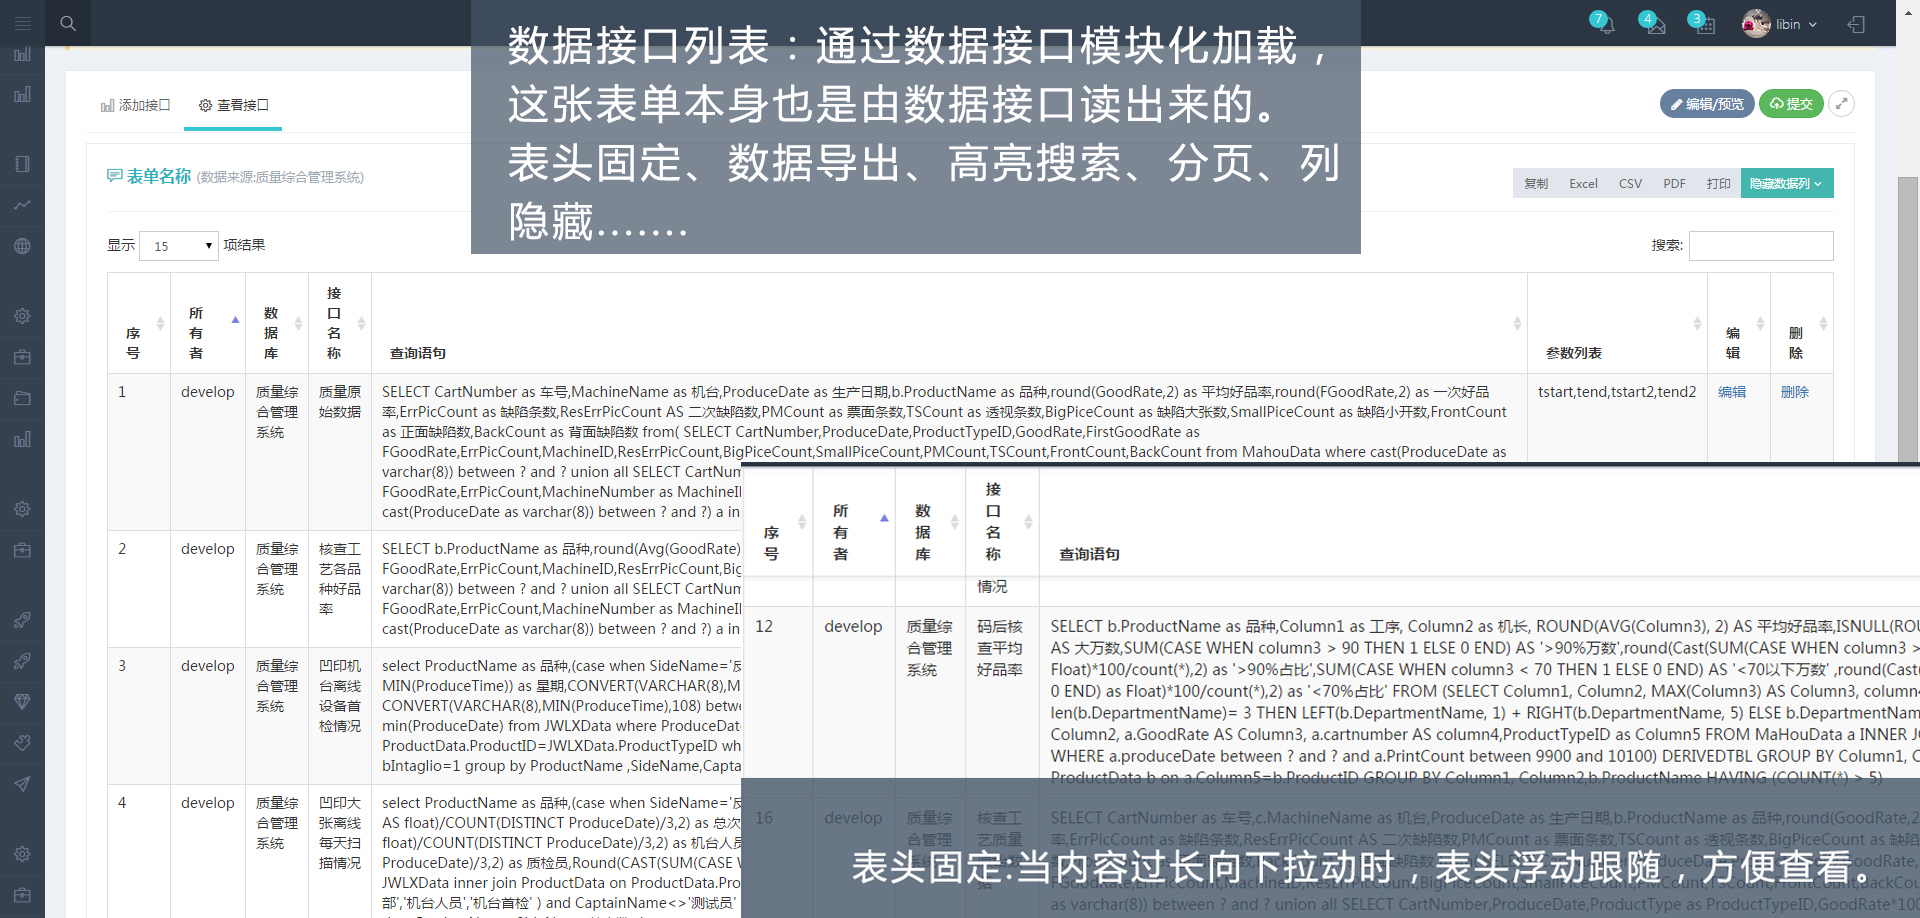 7
4
3
libin
数据接口列表：通过数据接口模块化加载，
这张表单本身也是由数据接口读出来的。
表头固定、数据导出、高亮搜索、分页、列
隐藏.......
添加接口
查看接口
编辑/预览
提交
表单名称 (数据来源:质量综合管理系统)
复制 Excel CSV PDF 打印 隐藏数据列
显示 15 项结果
搜索:
序号 所有者 数据库 接口名称 查询语句 参数列表 编辑 删除
1 develop
质量综
合管理
系统
质量原
始数据
SELECT CartNumber as 车号,MachineName as 机台,ProduceDate as 生产日期,b.ProductName as 品种,round(GoodRate,2) as 平均好品率,round(FGoodRate,2) as 一次好品
率,ErrPicCount as 缺陷条数,ResErrPicCount AS 二次缺陷数,PMCount as 票面条数,TSCount as 透视条数,BigPiceCount as 缺陷大张数,SmallPiceCount as 缺陷小开数,FrontCount
as 正面缺陷数,BackCount as 背面缺陷数 from( SELECT CartNumber,ProduceDate,ProductTypeID,GoodRate,FirstGoodRate as
FGoodRate,ErrPicCount,MachineID,ResErrPicCount,BigPiceCount,SmallPiceCount,PMCount,TSCount,FrontCount,BackCount from MahouData where cast(ProduceDate as
varchar(8)) between ? and ? union all SELECT CartNum
FGoodRate,ErrPicCount,MachineNumber as MachineI
cast(ProduceDate as varchar(8)) between ? and ?) a in
tstart,tend,tstart2,tend2
编辑
删除
2 develop
质量综
合管理
系统
核查工
艺各品
种好品
率
SELECT b.ProductName as 品种,round(Avg(GoodRate)
FGoodRate,ErrPicCount,MachineID,ResErrPicCount,Big
varchar(8)) between ? and ? union all SELECT CartNum
FGoodRate,ErrPicCount,MachineNumber as MachineI
cast(ProduceDate as varchar(8)) between ? and ?) a in
3 develop
质量综
合管理
系统
凹印机
台离线
设备首
检情况
select ProductName as 品种,(case when SideName='反
MIN(ProduceTime)) as 星期,CONVERT(VARCHAR(8),M
CONVERT(VARCHAR(8),MIN(ProduceTime),108) betwe
min(ProduceDate) from JWLXData where ProduceDat
ProductData.ProductID=JWLXData.ProductTypeID wh
bIntaglio=1 group by ProductName ,SideName,Capta
4 develop
质量综
合管理
系统
凹印大
张离线
每天扫
描情况
select ProductName as 品种,(case when SideName='反
AS float)/COUNT(DISTINCT ProduceDate)/3,2) as 总次
float)/COUNT(DISTINCT ProduceDate)/3,2) as 机台人员
ProduceDate)/3,2) as 质检员,Round(CAST(SUM(CASE W
JWLXData inner join ProductData on ProductData.Pro
部','机台人员','机台首检' ) and CaptainName<>'测试员'
序号 所有者 数据库 接口名称 查询语句
情况
12 develop
质量综
合管理
系统
码后核
查平均
好品率
SELECT b.ProductName as 品种,Column1 as 工序, Column2 as 机长, ROUND(AVG(Column3), 2) AS 平均好品率,ISNULL(ROU
AS 大万数,SUM(CASE WHEN column3 > 90 THEN 1 ELSE 0 END) AS '>90%万数',round(Cast(SUM(CASE WHEN column3 >
Float)*100/count(*),2) as '>90%占比',SUM(CASE WHEN column3 < 70 THEN 1 ELSE 0 END) AS '<70以下万数' ,round(Cast(
0 END) as Float)*100/count(*),2) as '<70%占比' FROM (SELECT Column1, Column2, MAX(Column3) AS Column3, column4
len(b.DepartmentName)= 3 THEN LEFT(b.DepartmentName, 1) + RIGHT(b.DepartmentName, 5) ELSE b.DepartmentNam
Column2, a.GoodRate AS Column3, a.cartnumber AS column4,ProductTypeID as Column5 FROM MaHouData a INNER JO
WHERE a.produceDate between ? and ? and a.PrintCount between 9900 and 10100) DERIVEDTBL GROUP BY Column1, C
ProductData b on a.Column5=b.ProductID GROUP BY Column1, Column2,b.ProductName HAVING (COUNT(*) > 5)
16 develop
质量综
合管理
核查工
艺质量
SELECT CartNumber as 车号,c.MachineName as 机台,ProduceDate as 生产日期,b.ProductName as 品种,round(GoodRate,2
率,ErrPicCount as 缺陷条数,ResErrPicCount AS 二次缺陷数,PMCount as 票面条数,TSCount as 透视条数,BigPiceCount as 缺陷
表头固定:当内容过长向下拉动时，表头浮动跟随，方便查看。
FGoodRate,ErrPicCount,MachineID,ResErrPicCount,BigPiceCount,SmallPiceCount,PMCount,TSCount,FrontCount,BackCount
as varchar(8)) between ? and ? union all SELECT CartNumber,ProduceDate,ProductType as ProductTypeID,GoodRate*100